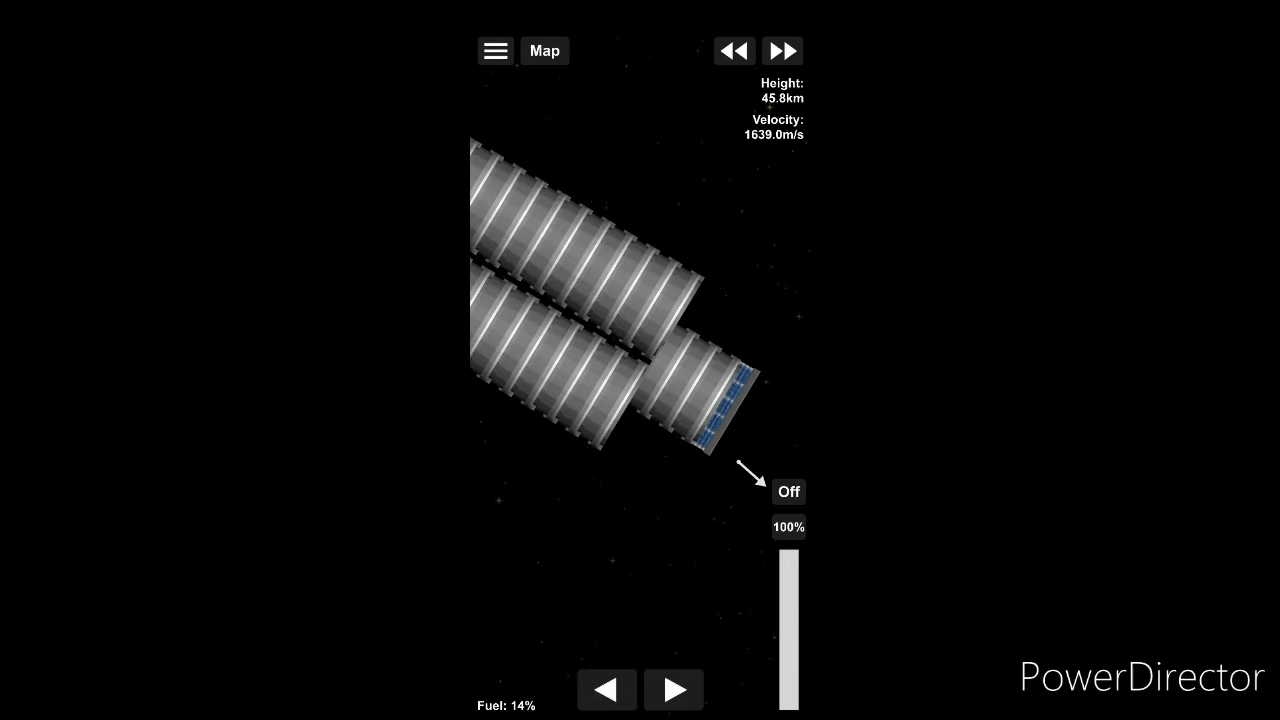 Map
Height:
45.8km
Velocity:
1639.0m/s
Off
100%
Fuel: 14%
PowerDirector